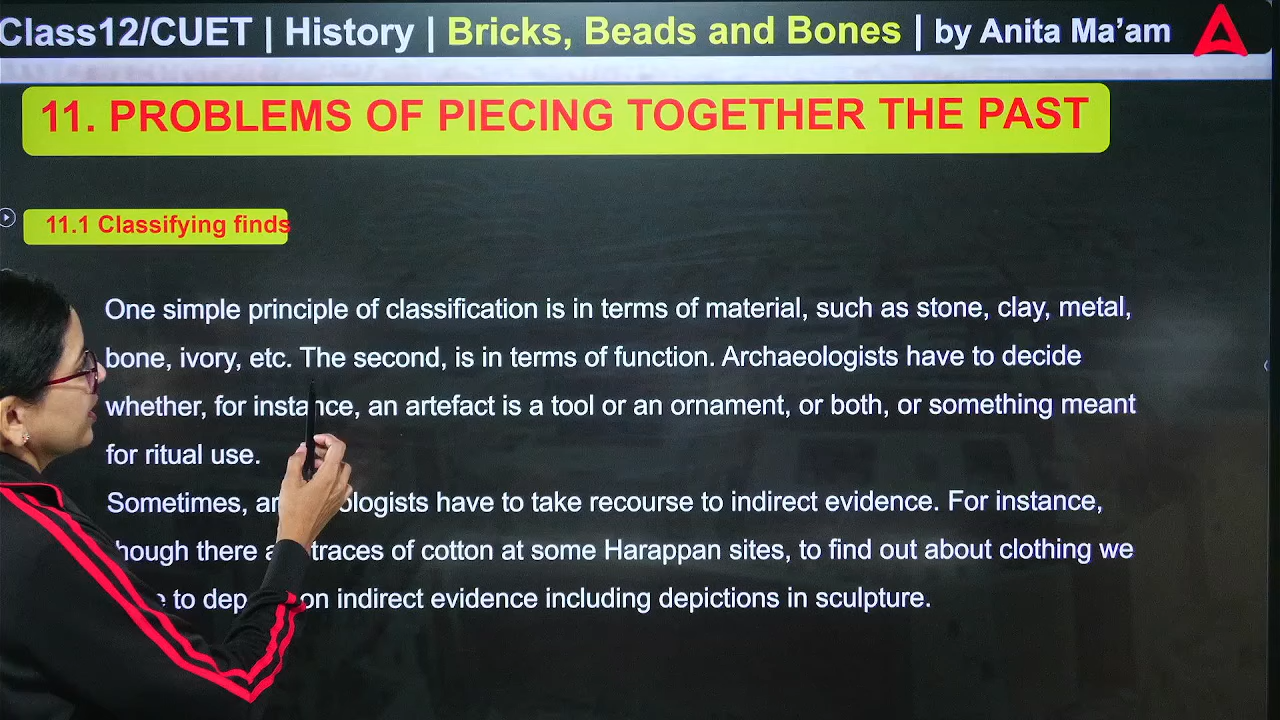 Class12/CUET | History | Bricks, Beads and Bones | by Anita Ma’am
11. PROBLEMS OF PIECING TOGETHER THE PAST
11.1 Classifying finds
One simple principle of classification is in terms of material, such as stone, clay, metal,
bone, ivory, etc. The second, is in terms of function. Archaeologists have to decide
whether, for instance, an artefact is a tool or an ornament, or both, or something meant
for ritual use.
Sometimes, ologists have to take recourse to indirect evidence. For instance,
hough there traces of cotton at some Harappan sites, to find out about clothing we
to dep on indirect evidence including depictions in sculpture.